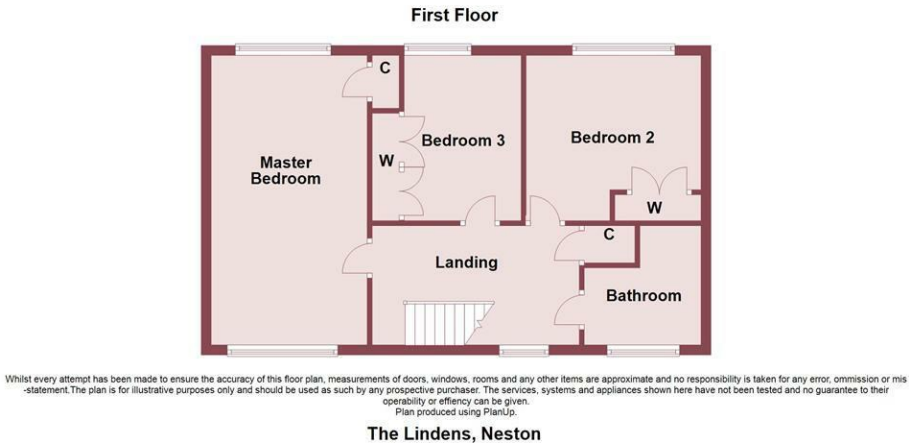 First Floor
C
Master
Bedroom
W
Bedroom 3
Bedroom 2
W
C
Landing
Bathroom
Whilst every attempt has been made to ensure the accuracy of this floor plan, measurements of doors, windows, rooms and any other items are approximate and no responsibility is taken for any error, ommission or mis
-statement.The plan is for illustrative purposes only and should be used as such by any prospective purchaser. The services, systems and appliances shown here have not been tested and no guarantee to their
operability or effiency can be given.
Plan produced using PlanUp.
The Lindens, Neston